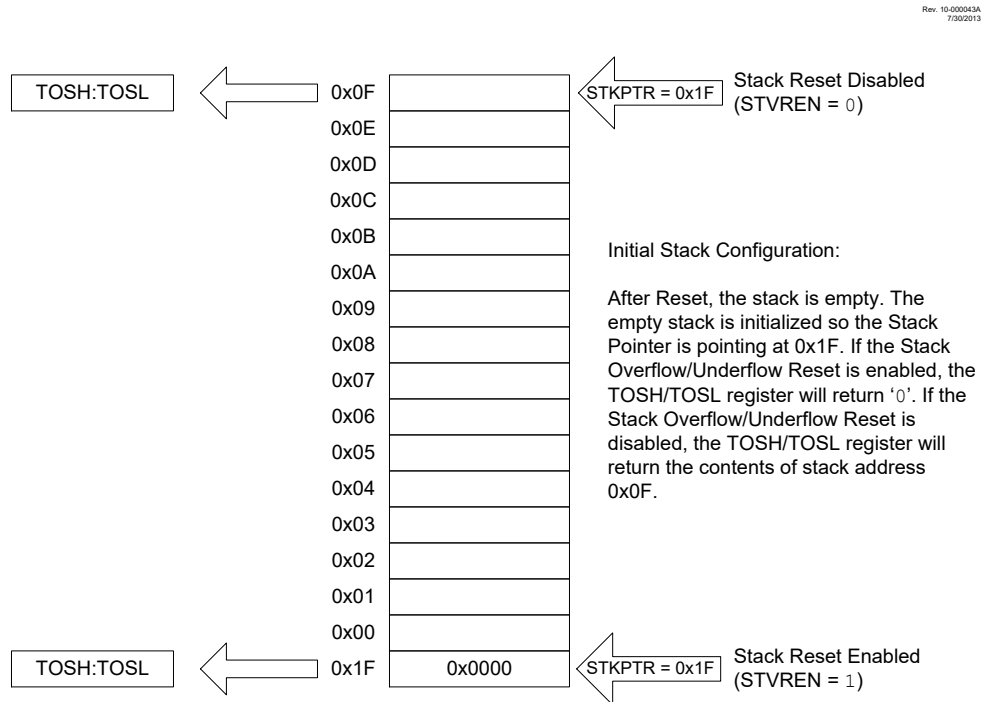 Rev. 10-000043A
7/30/2013
TOSH:TOSL
0x0F
STKPTR = 0x1F
Stack Reset Disabled
(STVREN = 0)
0x0E
0x0D
0x0C
0x0B
0x0A
0x09
0x08
0x07
0x06
0x05
0x04
0x03
0x02
0x01
0x00
Initial Stack Configuration:
After Reset, the stack is empty. The
empty stack is initialized so the Stack
Pointer is pointing at 0x1F. If the Stack
Overflow/Underflow Reset is enabled, the
TOSH/TOSL register will return ‘0’. If the
Stack Overflow/Underflow Reset is
disabled, the TOSH/TOSL register will
return the contents of stack address
0x0F.
TOSH:TOSL
0x1F
0x0000
STKPTR = 0x1F
Stack Reset Enabled
(STVREN = 1)